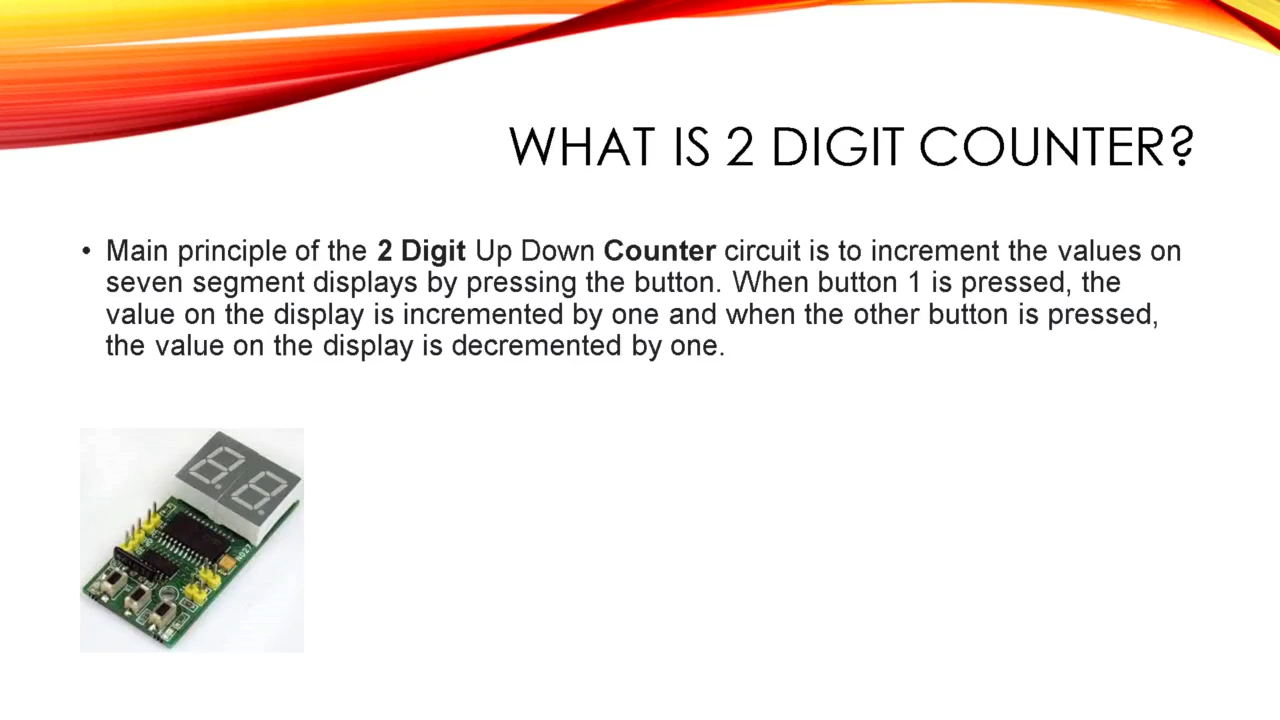 WHAT IS 2 DIGIT COUNTER?
• Main principle of the 2 Digit Up Down Counter circuit is to increment the values on
seven segment displays by pressing the button. When button 1 is pressed, the
value on the display is incremented by one and when the other button is pressed,
the value on the display is decremented by one.